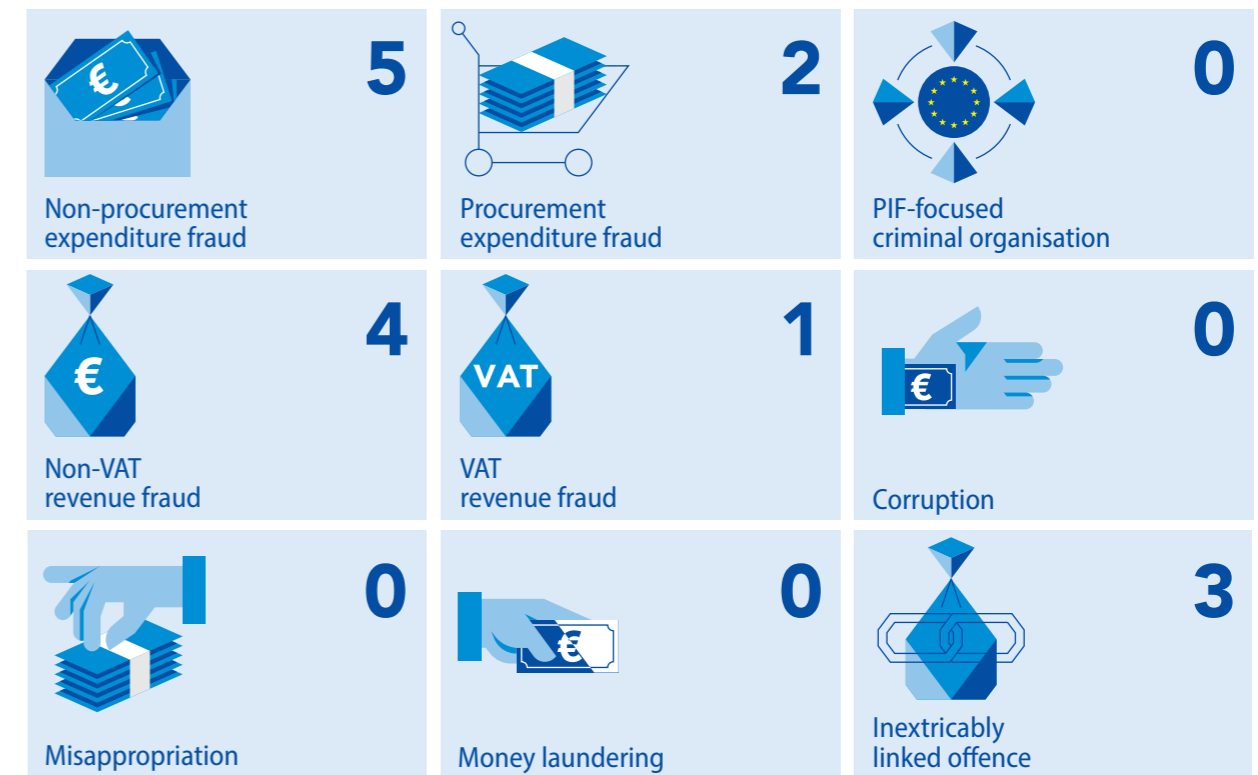 5
€
Non-procurement
expenditure fraud
2
Procurement
expenditure fraud
0
PIF-focused
criminal organisation
4
€
Non-VAT
revenue fraud
1
VAT
VAT
revenue fraud
0
€
Corruption
0
Misappropriation
0
€
Money laundering
3
Inextricably
linked offence